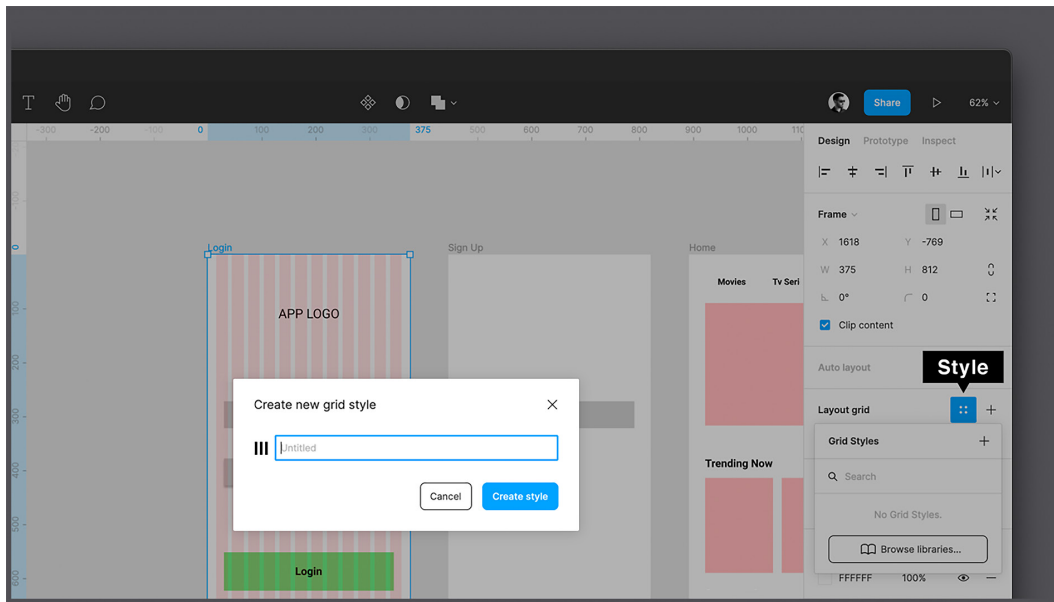 Share
62%
-300 -200 -100 0 100 200 300 375 500 600 700 800 900 1000
Design Prototype Inspect
Frame
X 1618 Y -769
W 375 H 812
0° 0
Clip content
Auto layout
Style
Layout grid
Grid Styles
Search
No Grid Styles.
Browse libraries...
FFFFFF 100%
-100
0
100
200
300
400
500
600
Login
Sign Up
Home
APP LOGO
Movies Tv Seri
Trending Now
Login
Create new grid style
Untitled
Cancel Create style